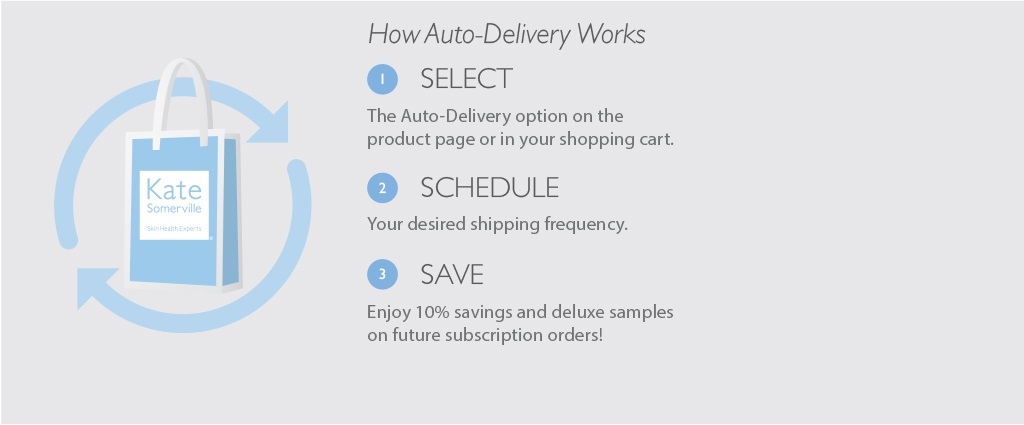 How Auto-Delivery Works
1 SELECT
The Auto-Delivery option on the
product page or in your shopping cart.
2 SCHEDULE
Your desired shipping frequency.
3 SAVE
Enjoy 10% savings and deluxe samples
on future subscription orders!
Kate
Somerville
Skin Health Experts